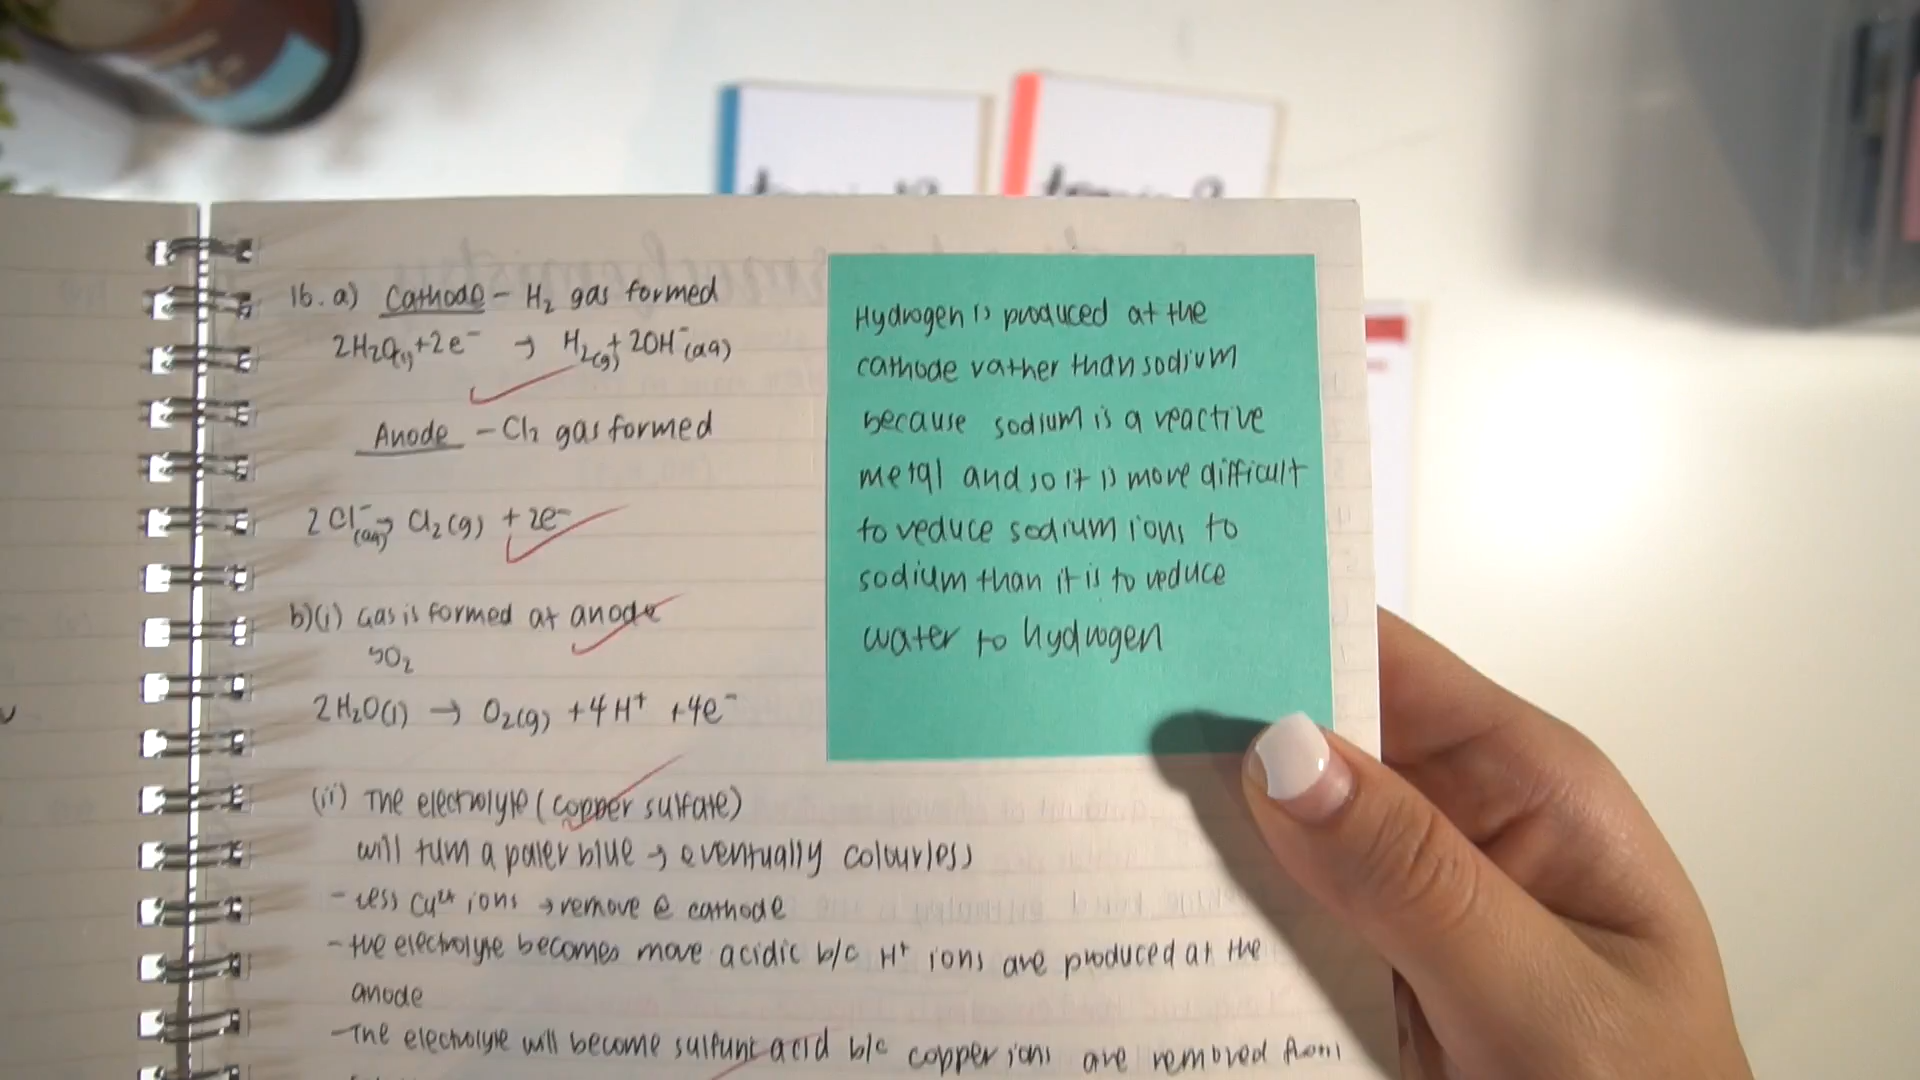 16. a) Cathode - H2 gas formed
2H2O(l) + 2e- → H2(g) + 2OH-(aq)
Anode - Cl2 gas formed
2Cl-(aq) → Cl2(g) + 2e-
b)(i) Gas is formed at anode
SO2
2H2O(l) → O2(g) + 4H+ + 4e-
(ii) The electrolyte (copper sulfate)
will turn a paler blue → eventually colourless
- Less Cu2+ ions → remove @ cathode
- the electrolyte becomes more acidic b/c H+ ions are produced at the
anode
- The electrolyte will become sulfuric acid b/c copper ions are removed from
Hydrogen is produced at the
cathode rather than sodium
because sodium is a reactive
metal and so it is more difficult
to reduce sodium ions to
sodium than it is to reduce
water to hydrogen